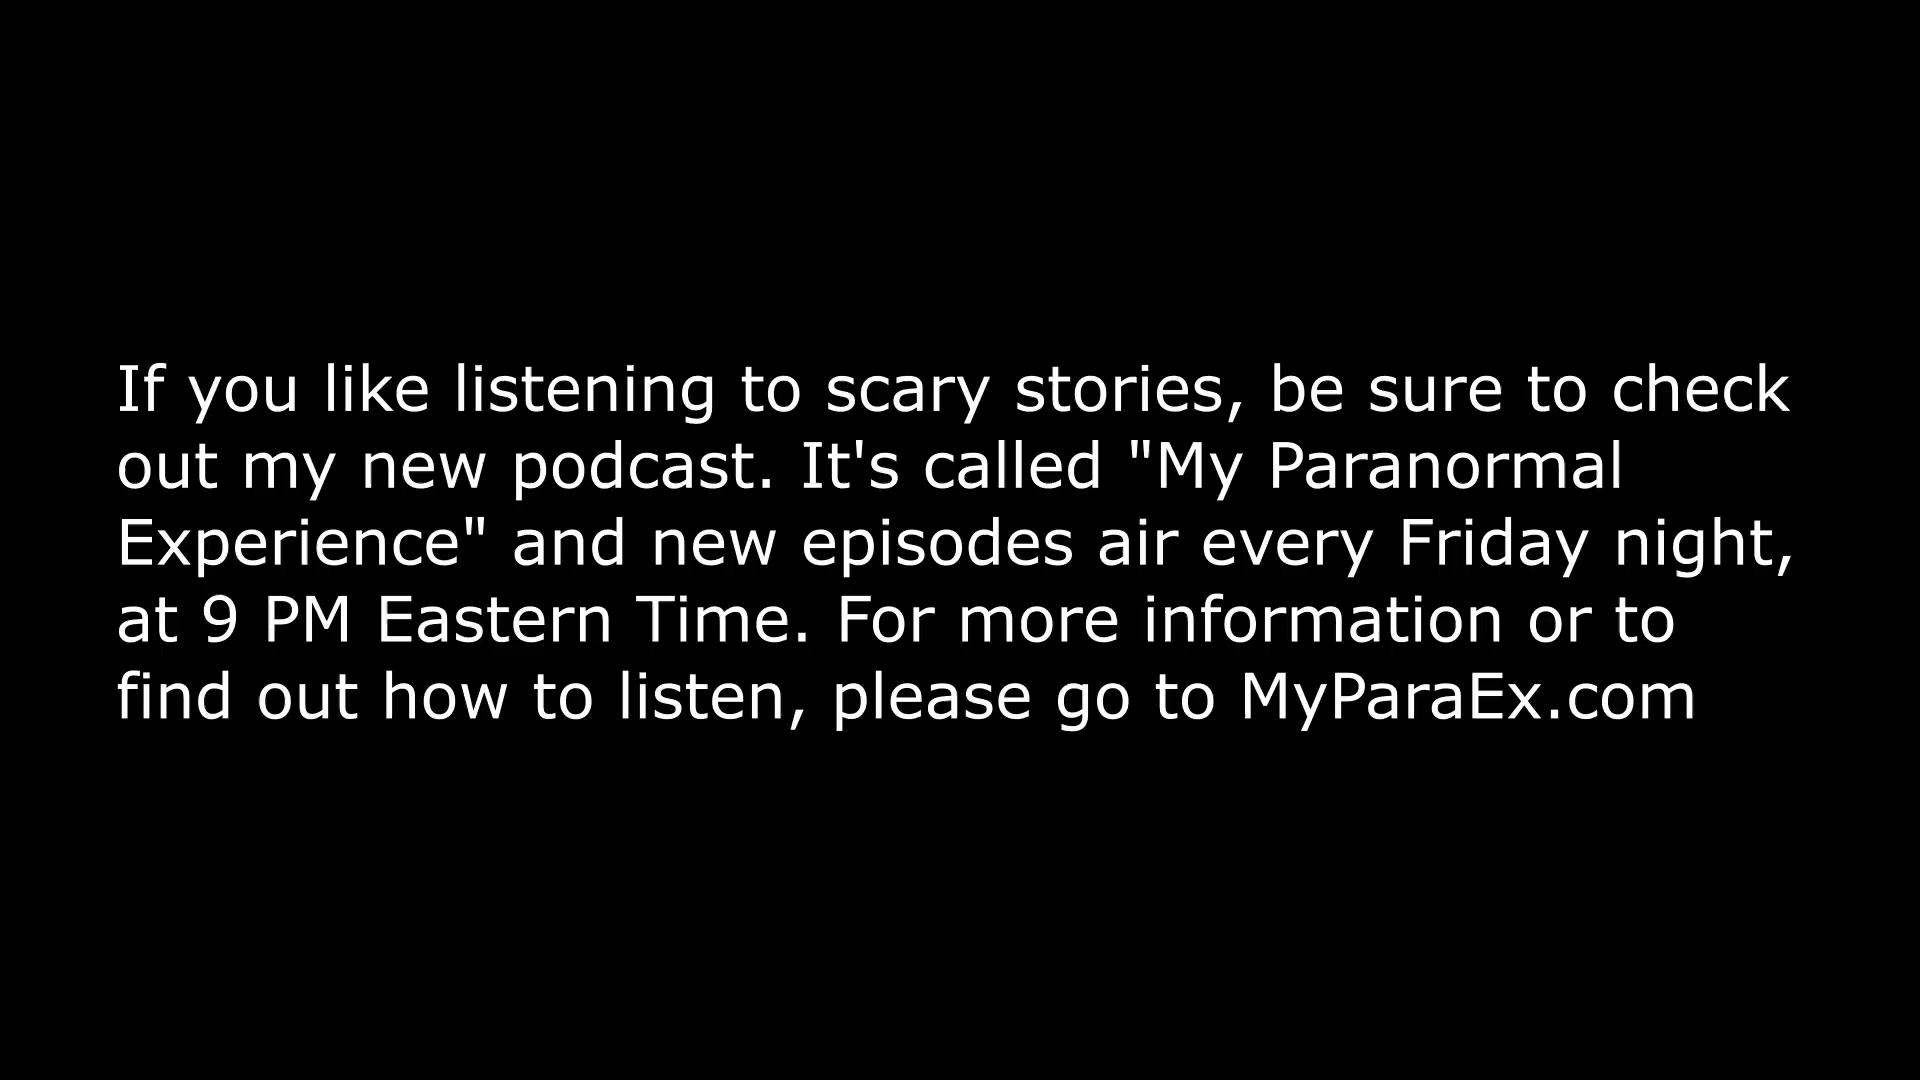 If you like listening to scary stories, be sure to check
out my new podcast. It's called "My Paranormal
Experience" and new episodes air every Friday night,
at 9 PM Eastern Time. For more information or to
find out how to listen, please go to MyParaEx.com